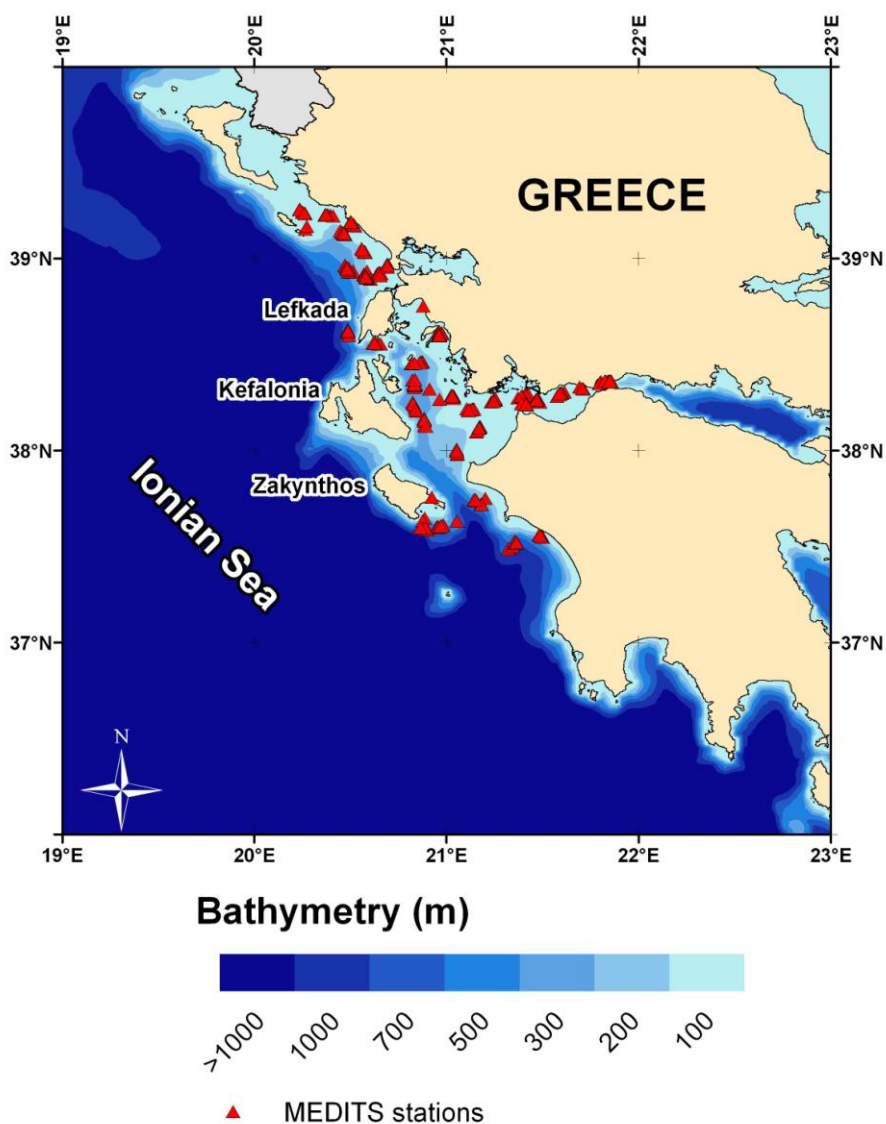 19°E 20°E 21°E 22°E 23°E
GREECE
39°N 39°N
Lefkada
Kefalonia
38°N 38°N
Zakynthos
Ionian Sea
37°N 37°N
N
19°E 20°E 21°E 22°E 23°E
Bathymetry (m)
>1000 1000 700 500 300 200 100
MEDITS stations